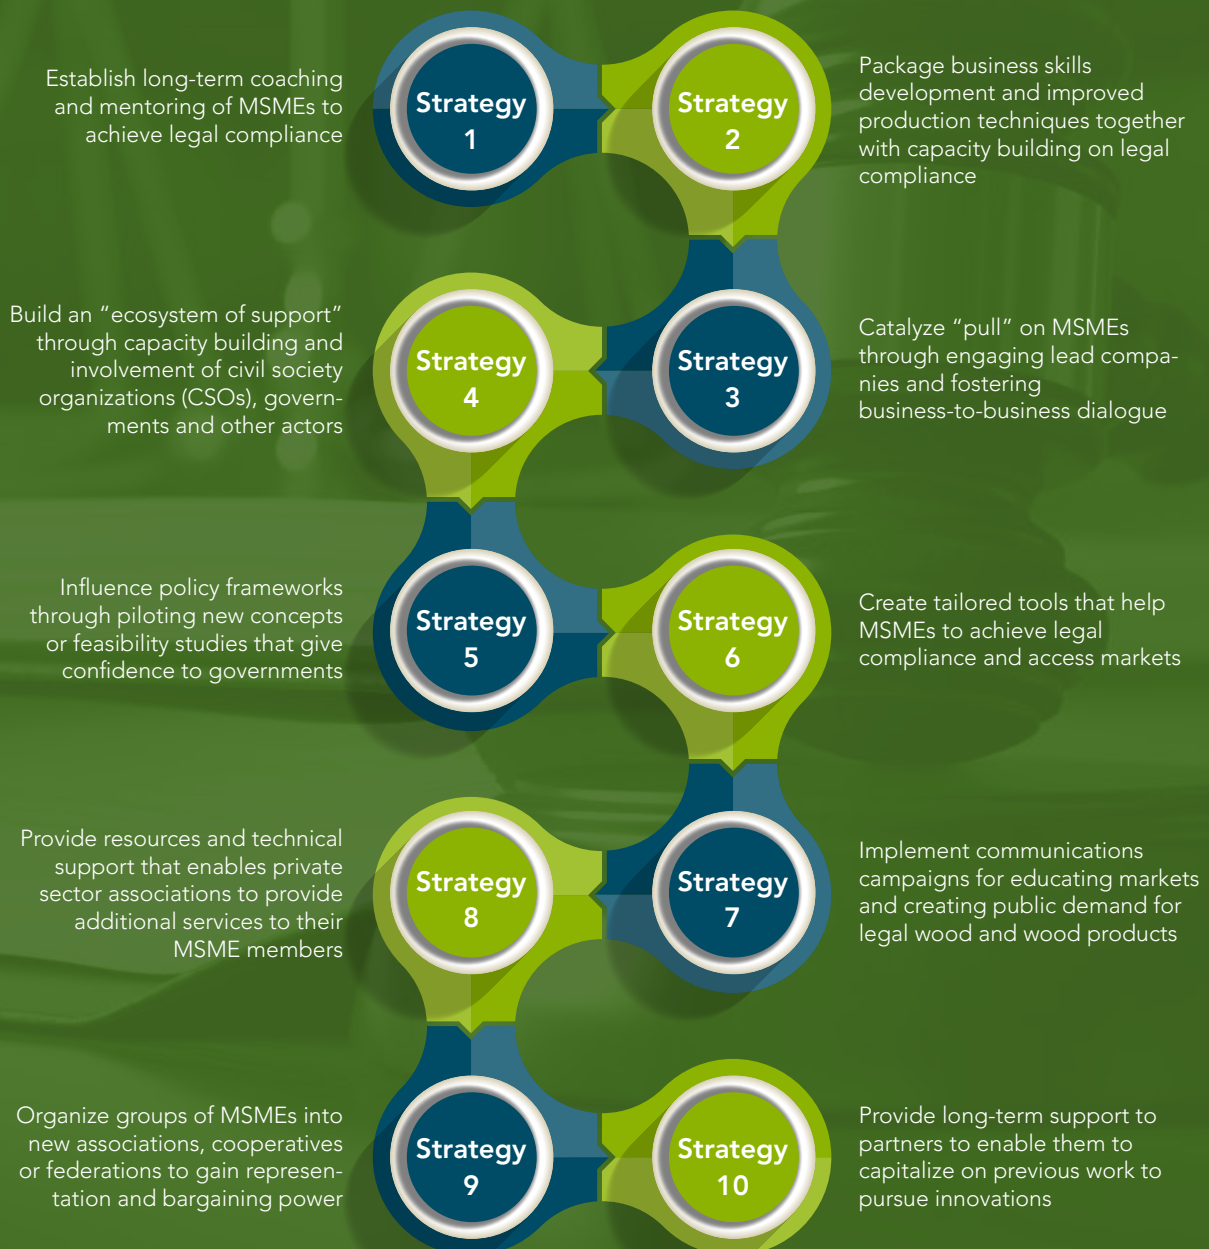 Establish long-term coaching
and mentoring of MSMEs to
achieve legal compliance
Strategy
1
Strategy
2
Package business skills
development and improved
production techniques together
with capacity building on legal
compliance
Catalyze “pull” on MSMEs
through engaging lead compa-
nies and fostering
business-to-business dialogue
Strategy
3
Strategy
4
Build an “ecosystem of support”
through capacity building and
involvement of civil society
organizations (CSOs), govern-
ments and other actors
Influence policy frameworks
through piloting new concepts
or feasibility studies that give
confidence to governments
Strategy
5
Strategy
6
Create tailored tools that help
MSMEs to achieve legal
compliance and access markets
Implement communications
campaigns for educating markets
and creating public demand for
legal wood and wood products
Strategy
7
Strategy
8
Provide resources and technical
support that enables private
sector associations to provide
additional services to their
MSME members
Organize groups of MSMEs into
new associations, cooperatives
or federations to gain represen-
tation and bargaining power
Strategy
9
Strategy
10
Provide long-term support to
partners to enable them to
capitalize on previous work to
pursue innovations